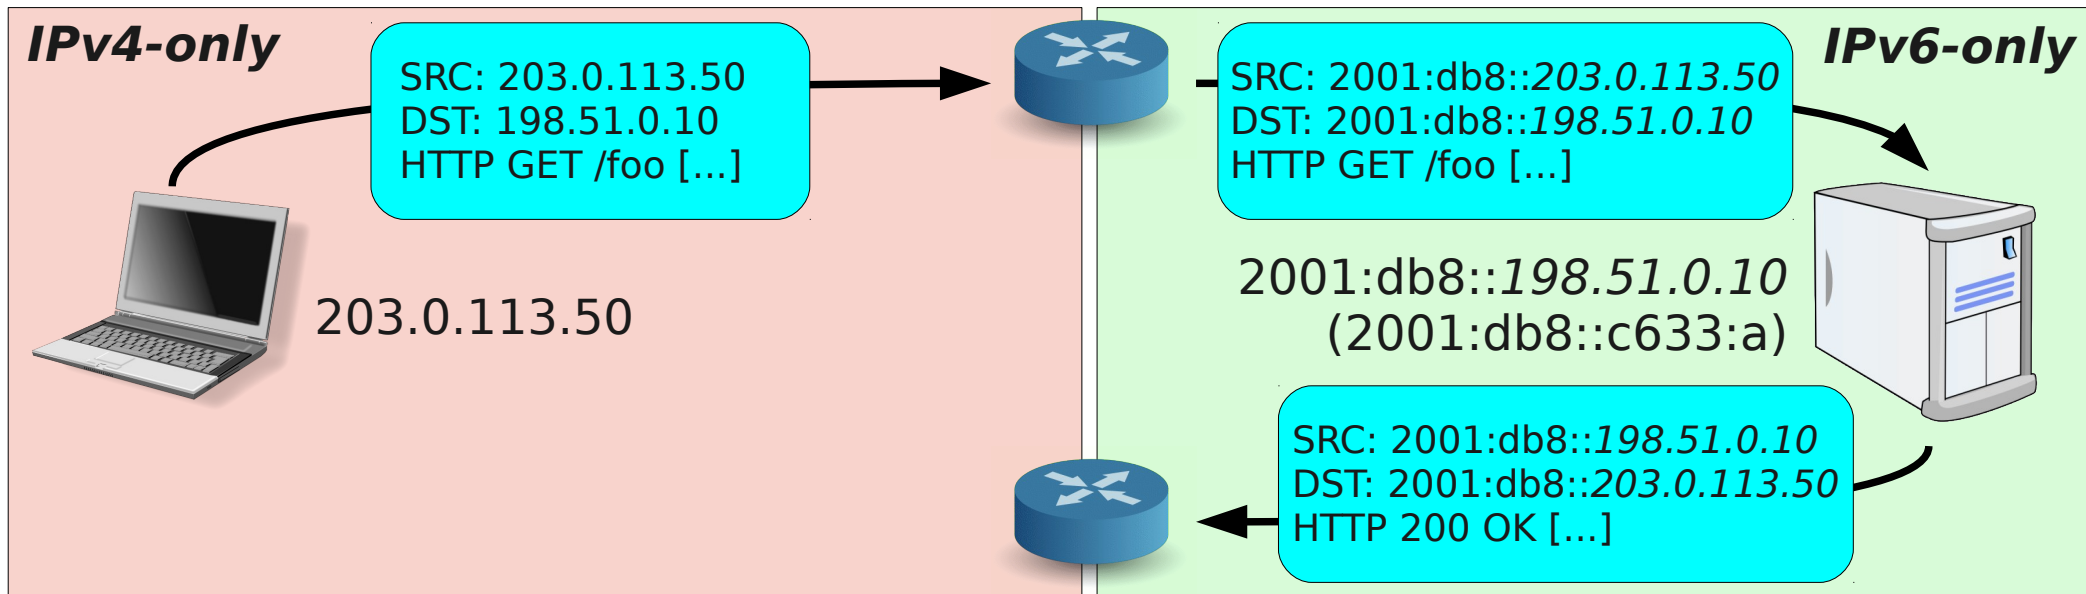 IPv4-only
SRC: 203.0.113.50
DST: 198.51.0.10
HTTP GET /foo [...]
203.0.113.50
IPv6-only
SRC: 2001:db8::203.0.113.50
DST: 2001:db8::198.51.0.10
HTTP GET /foo [...]
2001:db8::198.51.0.10
(2001:db8::c633:a)
SRC: 2001:db8::198.51.0.10
DST: 2001:db8::203.0.113.50
HTTP 200 OK [...]